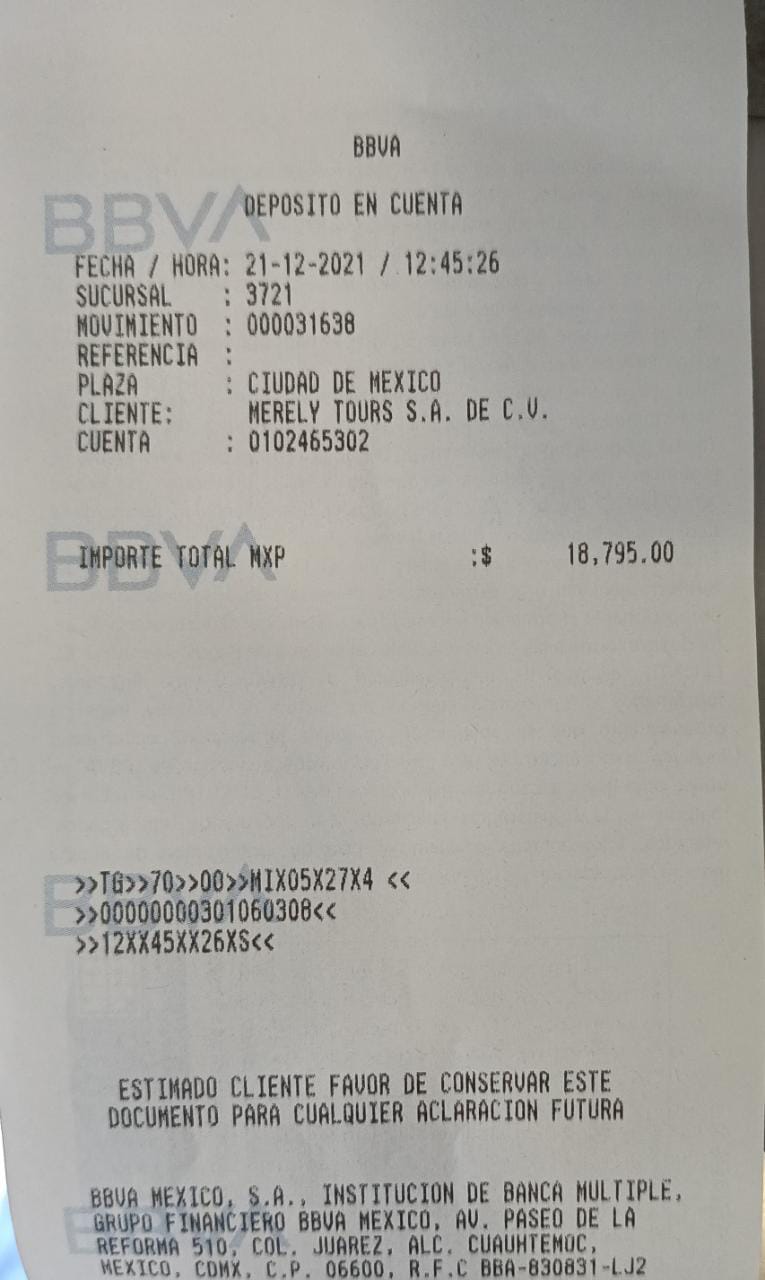 BBVA
DEPOSITO EN CUENTA
FECHA / HORA: 21-12-2021 / 12:45:26
SUCURSAL : 3721
MOVIMIENTO : 000031638
REFERENCIA :
PLAZA : CIUDAD DE MEXICO
CLIENTE: MERELY TOURS S.A. DE C.V.
CUENTA : 0102465302
IMPORTE TOTAL MXP :$ 18,795.00
>>TG>>70>>00>>MIX05X27X4 <<
>>00000000301060308<<
>>12XX45XX26XS<<
ESTIMADO CLIENTE FAVOR DE CONSERVAR ESTE
DOCUMENTO PARA CUALQUIER ACLARACION FUTURA
BBVA MEXICO, S.A., INSTITUCION DE BANCA MULTIPLE,
GRUPO FINANCIERO BBVA MEXICO, AV. PASEO DE LA
REFORMA 510, COL. JUAREZ, ALC. CUAUHTEMOC,
MEXICO, CDMX, C.P. 06600, R.F.C BBA-830831-LJ2